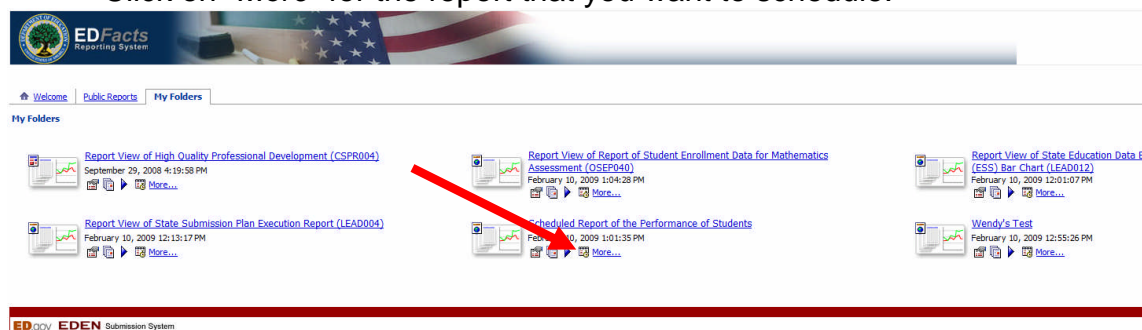 Click on "More" for the report that you want to schedule.
EDFacts
Reporting System
Welcome Public Reports My Folders
My Folders
Report View of High Quality Professional Development (CSPR004)
September 29, 2008 4:19:58 PM
More...
Report View of Report of Student Enrollment Data for Mathematics
Assessment (OSEP040)
February 10, 2009 1:04:28 PM
More...
Report View of State Education Data E
(ESS) Bar Chart (LEAD012)
February 10, 2009 12:01:07 PM
More...
Report View of State Submission Plan Execution Report (LEAD004)
February 10, 2009 12:13:17 PM
More...
Scheduled Report of the Performance of Students
February 10, 2009 1:01:35 PM
More...
Wendy's Test
February 10, 2009 12:55:26 PM
More...
ED.gov EDEN Submission System